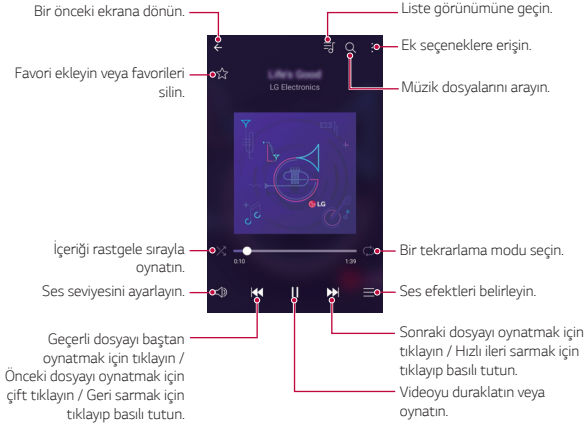 Bir önceki ekrana dönün.
Liste görünümüne geçin.
Ek seçeneklere erişin.
Favori ekleyin veya favorileri
silin.
Müzik dosyalarını arayın.
Life's Good
LG Electronics
LG
İçeriği rastgele sırayla
oynatın.
Bir tekrarlama modu seçin.
0:10
1:39
Ses seviyesini ayarlayın.
Ses efektleri belirleyin.
Geçerli dosyayı baştan
oynatmak için tıklayın /
Önceki dosyayı oynatmak için
çift tıklayın / Geri sarmak için
tıklayıp basılı tutun.
Sonraki dosyayı oynatmak için
tıklayın / Hızlı ileri sarmak için
tıklayıp basılı tutun.
Videoyu duraklatın veya
oynatın.